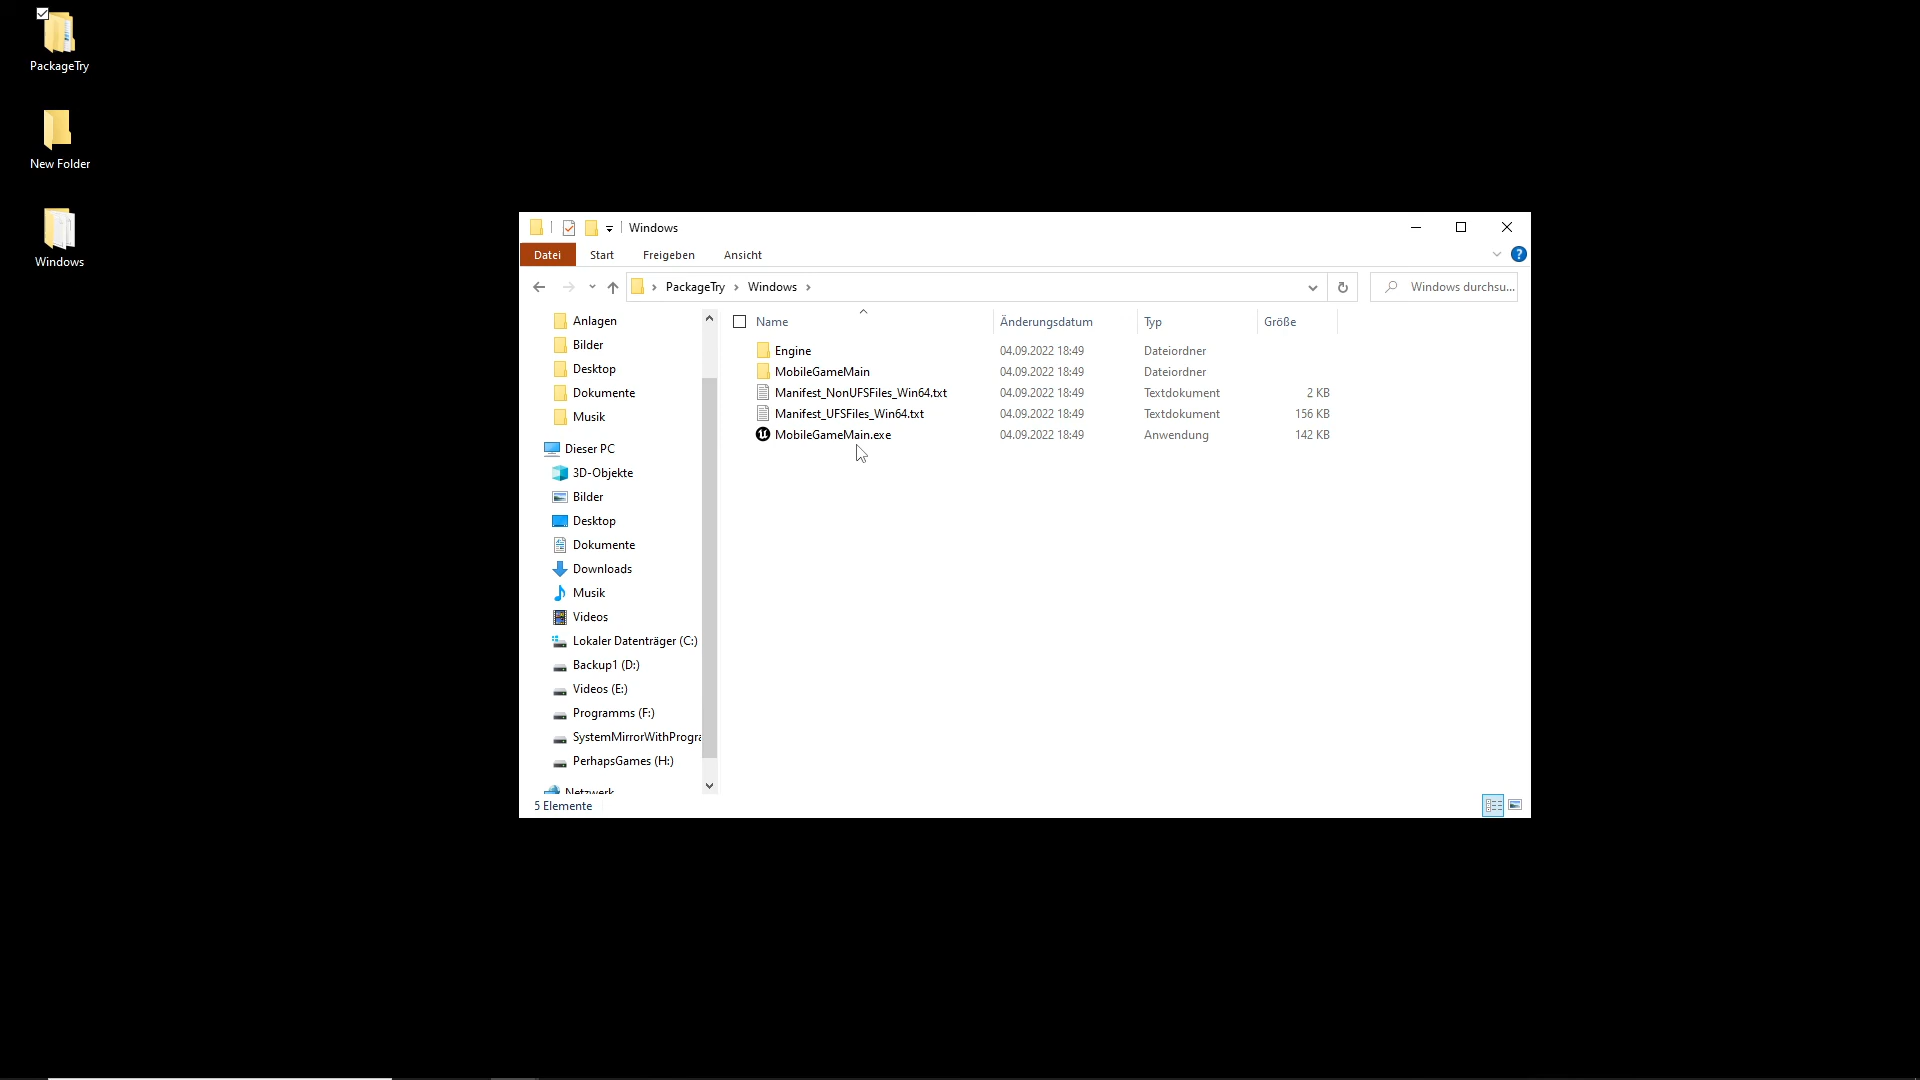 PackageTry
New Folder
Windows
Windows
Datei Start Freigeben Ansicht ?
PackageTry Windows Windows durchsu...
Name Änderungsdatum Typ Größe
Engine 04.09.2022 18:49 Dateiordner
MobileGameMain 04.09.2022 18:49 Dateiordner
Manifest_NonUFSFiles_Win64.txt 04.09.2022 18:49 Textdokument 2 KB
Manifest_UFSFiles_Win64.txt 04.09.2022 18:49 Textdokument 156 KB
MobileGameMain.exe 04.09.2022 18:49 Anwendung 142 KB
Anlagen
Bilder
Desktop
Dokumente
Musik
Dieser PC
3D-Objekte
Bilder
Desktop
Dokumente
Downloads
Musik
Videos
Lokaler Datenträger (C:)
Backup1 (D:)
Videos (E:)
Programms (F:)
SystemMirrorWithProgra
PerhapsGames (H:)
Netzwerk
5 Elemente